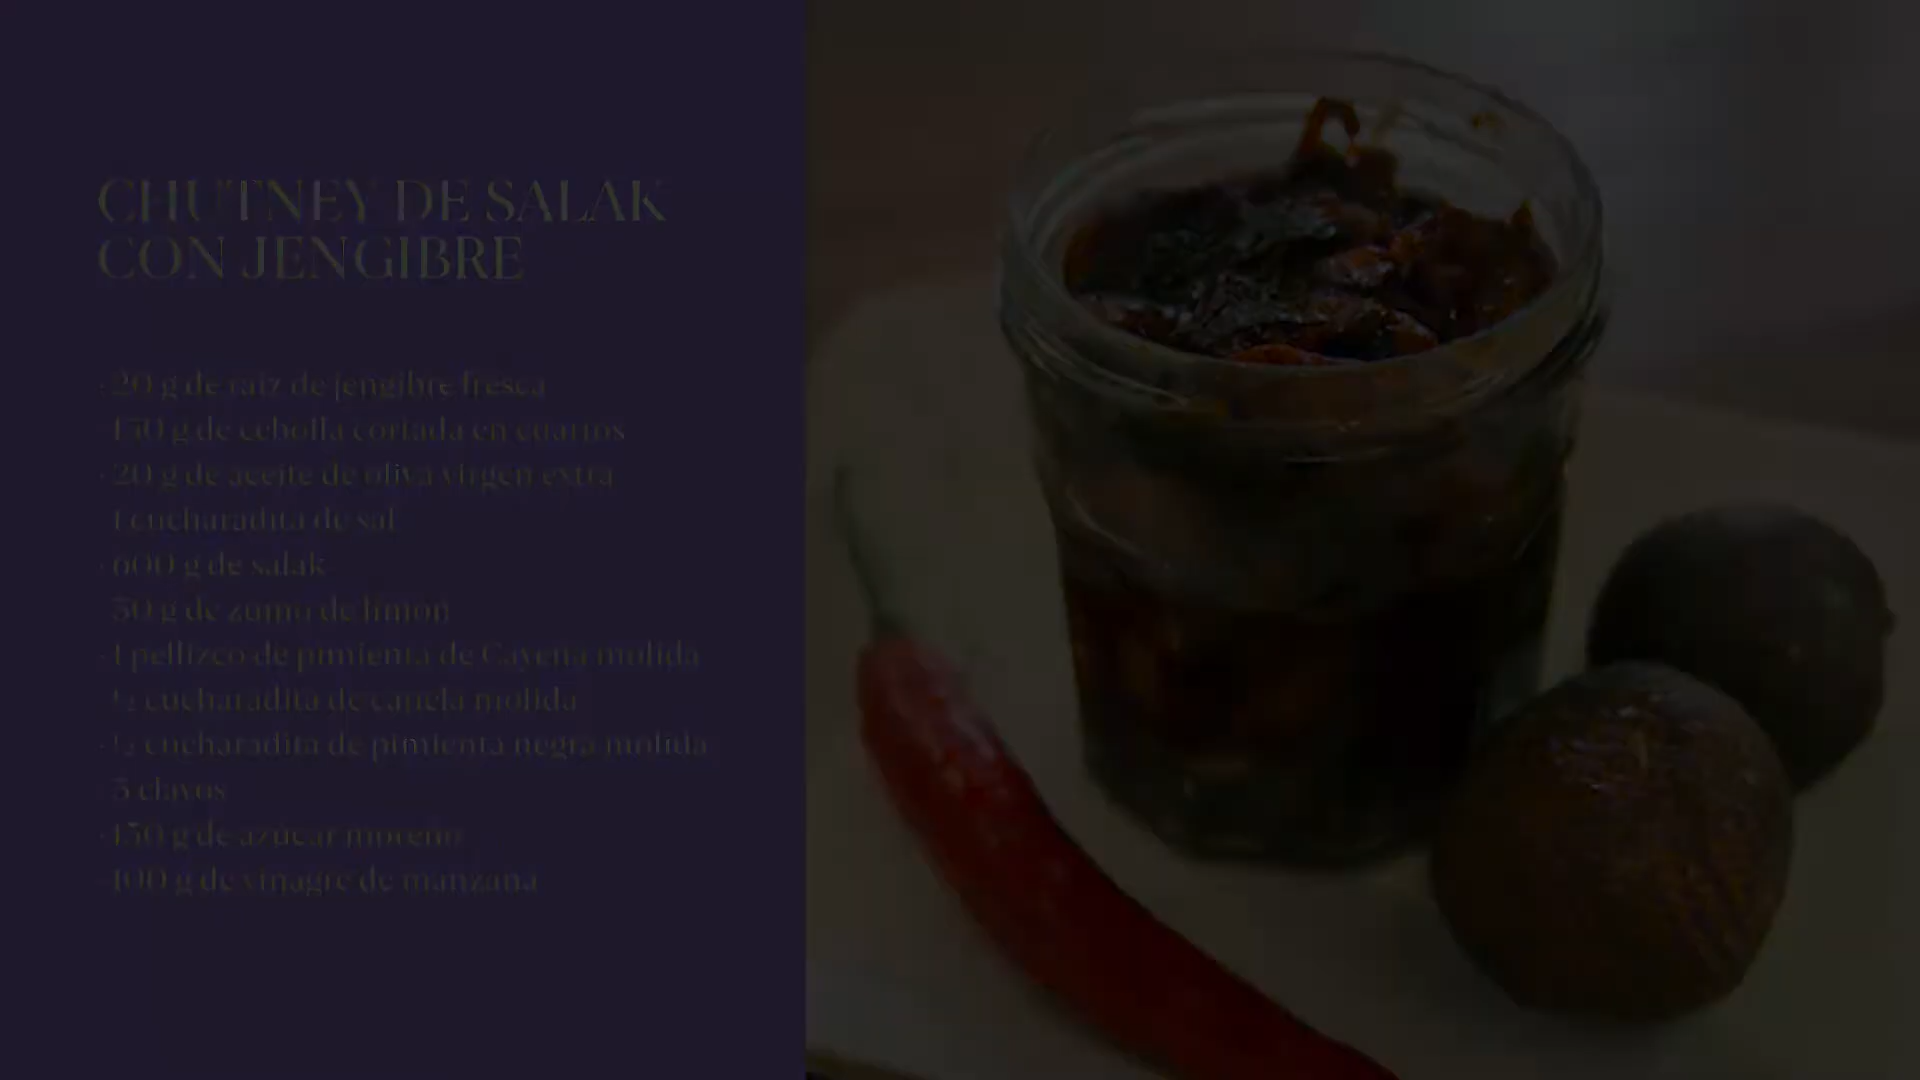 CHUTNEY DE SALAK
CON JENGIBRE
· 20 g de raíz de jengibre fresca
· 150 g de cebolla cortada en cuartos
· 20 g de aceite de oliva virgen extra
· 1 cucharadita de sal
· 600 g de salak
· 50 g de zumo de limón
· 1 pellizco de pimienta de Cayena molida
· ½ cucharadita de canela molida
· ½ cucharadita de pimienta negra molida
· 3 clavos
· 150 g de azúcar moreno
· 100 g de vinagre de manzana